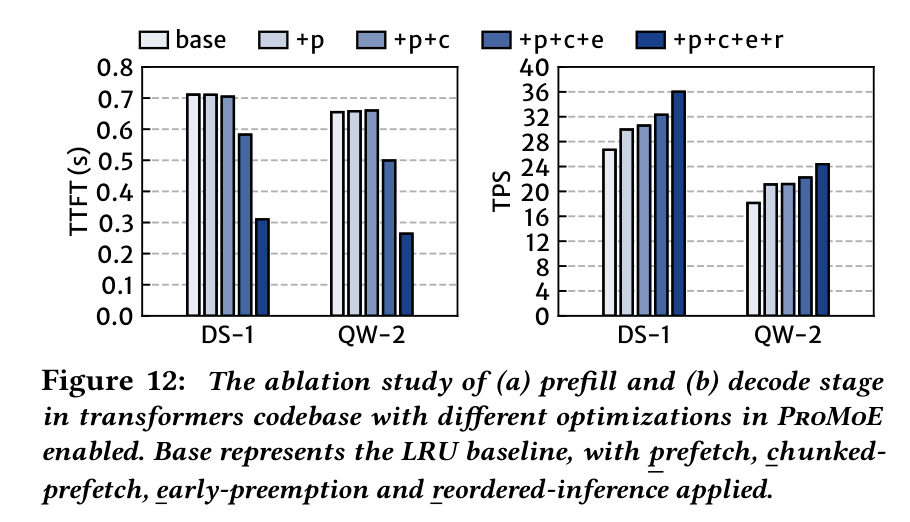 base +p +p+c +p+c+e +p+c+e+r
TTFT (s)
0.8
0.7
0.6
0.5
0.4
0.3
0.2
0.1
0.0
DS-1 QW-2
TPS
40
36
32
28
24
20
16
12
8
4
0
DS-1 QW-2
Figure 12: The ablation study of (a) prefill and (b) decode stage
in transformers codebase with different optimizations in PROMOE
enabled. Base represents the LRU baseline, with prefetch, chunked-
prefetch, early-preemption and reordered-inference applied.